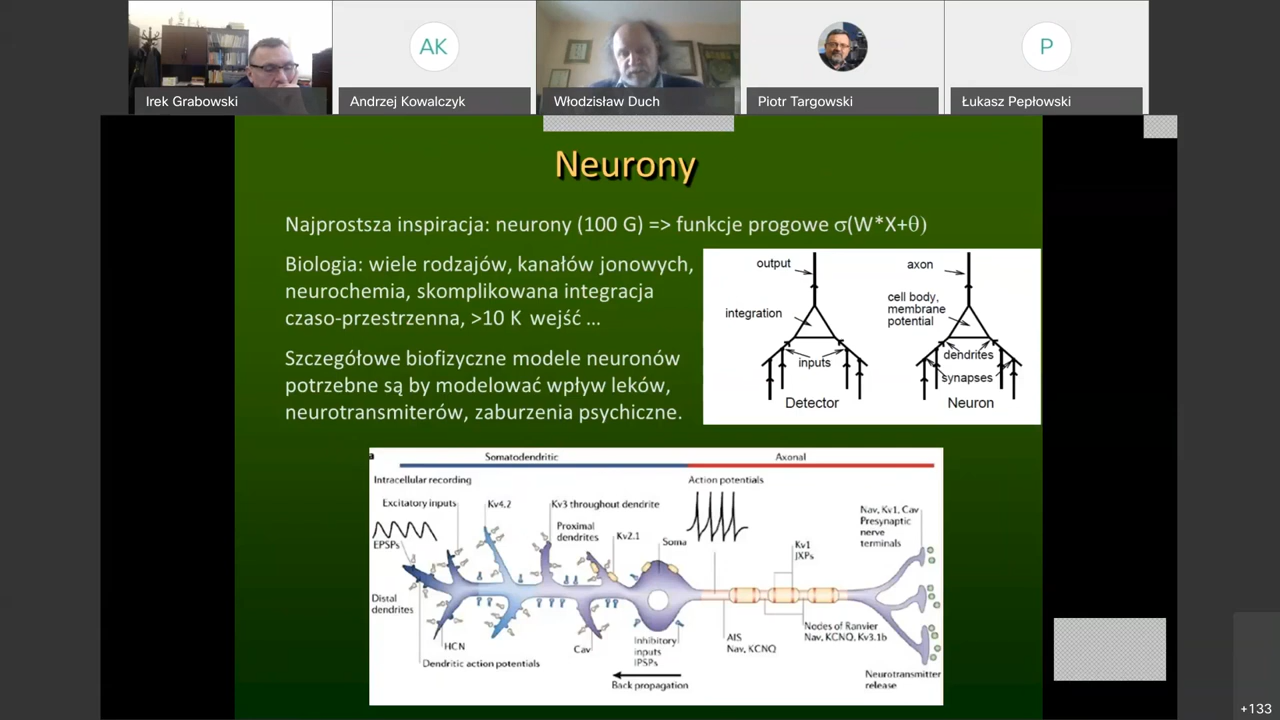 AK
P
Irek Grabowski
Andrzej Kowalczyk
Włodzisław Duch
Piotr Targowski
Łukasz Pepłowski
Neurony
Najprostsza inspiracja: neurony (100 G) => funkcje progowe σ(W*X+θ)
Biologia: wiele rodzajów, kanałów jonowych,
neurochemia, skomplikowana integracja
czaso-przestrzenna, >10 K wejść ...
Szczegółowe biofizyczne modele neuronów
potrzebne są by modelować wpływ leków,
neurotransmiterów, zaburzenia psychiczne.
output
integration
inputs
Detector
axon
cell body,
membrane
potential
dendrites
synapses
Neuron
a
Somatodendritic
Axonal
Intracellular recording
Action potentials
Excitatory inputs
Kv4.2
Kv3 throughout dendrite
Proximal
dendrites
Kv2.1
Soma
EPSPs
Kv1
JXPs
Nav, Kv1, Cav
Presynaptic
nerve
terminals
Distal
dendrites
HCN
Dendritic action potentials
Cav
Inhibitory
inputs
IPSPs
Back propagation
AIS
Nav, KCNQ
Nodes of Ranvier
Nav, KCNQ, Kv3.1b
Neurotransmitter
release
+133